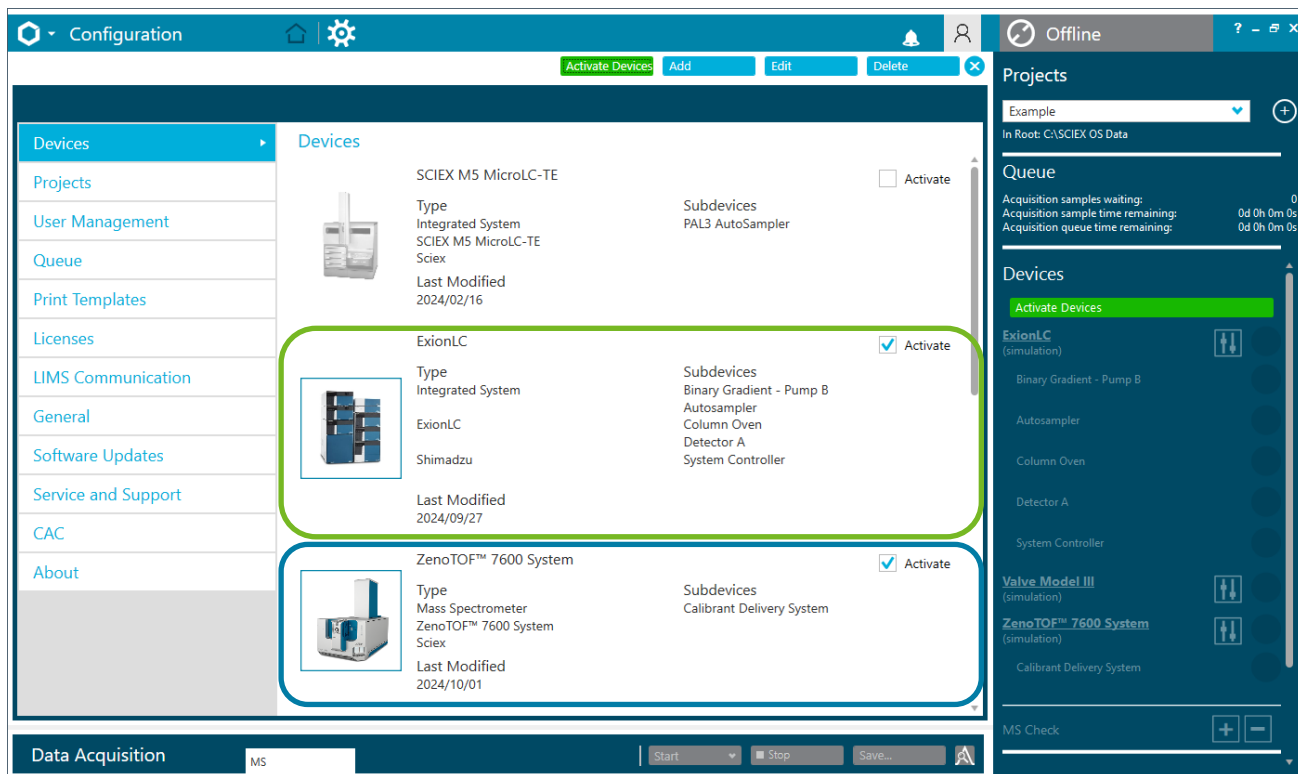 Configuration
Offline
?
Activate Devices Add Edit Delete
Devices
Projects
User Management
Queue
Print Templates
Licenses
LIMS Communication
General
Software Updates
Service and Support
CAC
About
Devices
SCIEX M5 MicroLC-TE
Activate
Type
Integrated System
SCIEX M5 MicroLC-TE
Sciex
Subdevices
PAL3 AutoSampler
Last Modified
2024/02/16
ExionLC
Activate
Type
Integrated System
ExionLC
Shimadzu
Subdevices
Binary Gradient - Pump B
Autosampler
Column Oven
Detector A
System Controller
Last Modified
2024/09/27
ZenoTOF™ 7600 System
Activate
Type
Mass Spectrometer
ZenoTOF™ 7600 System
Sciex
Subdevices
Calibrant Delivery System
Last Modified
2024/10/01
Projects
Example
In Root: C:\SCIEX OS Data
Queue
Acquisition samples waiting: 0
Acquisition sample time remaining: 0d 0h 0m 0s
Acquisition queue time remaining: 0d 0h 0m 0s
Devices
Activate Devices
ExionLC
(simulation)
Binary Gradient - Pump B
Autosampler
Column Oven
Detector A
System Controller
Valve Model III
(simulation)
ZenoTOF™ 7600 System
(simulation)
Calibrant Delivery System
MS Check
Data Acquisition
MS
Start
Stop
Save...